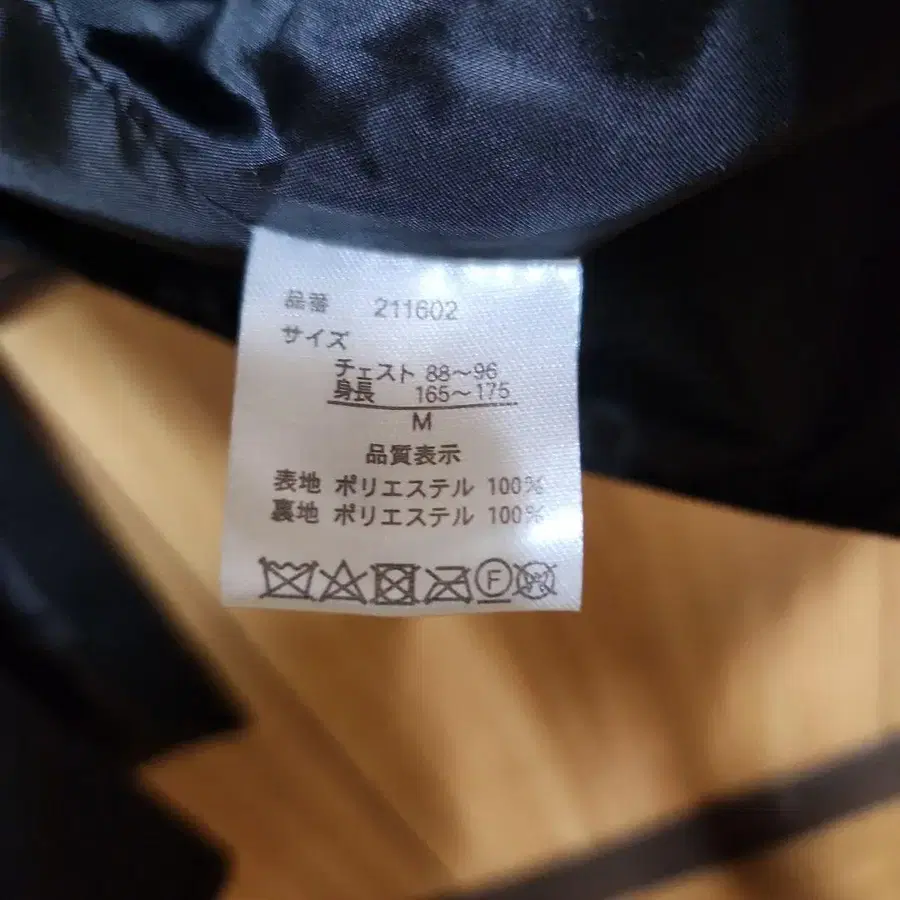 品番 211602
サイズ
チェスト 88〜96
身長 165〜175
M
品質表示
表地 ポリエステル 100%
裏地 ポリエステル 100%
F